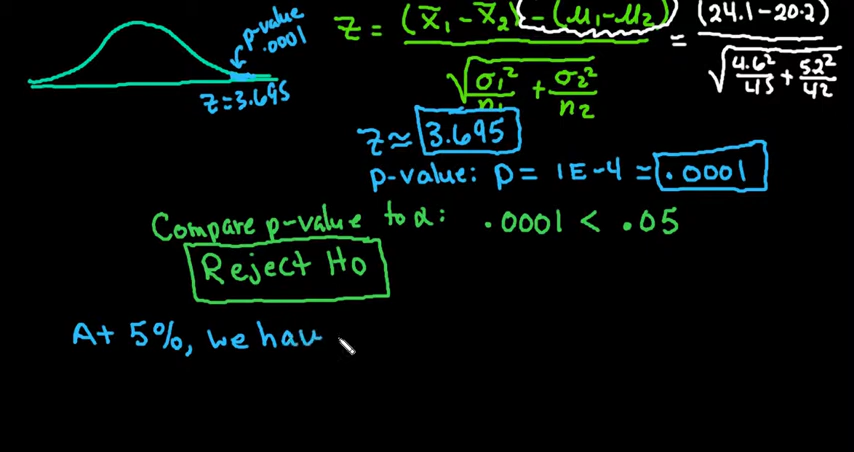 p-value
.0001
z=3.695
Z = (x̄₁ - x̄₂) - (μ₁-μ₂) / √(σ₁²/n₁ + σ₂²/n₂) = (24.1-20.2) / √(4.6²/45 + 5.2²/42)
Z ≈ 3.695
p-value: p = 1E-4 ≈ .0001
Compare p-value to α: .0001 < .05
Reject Ho
At 5%, we hav